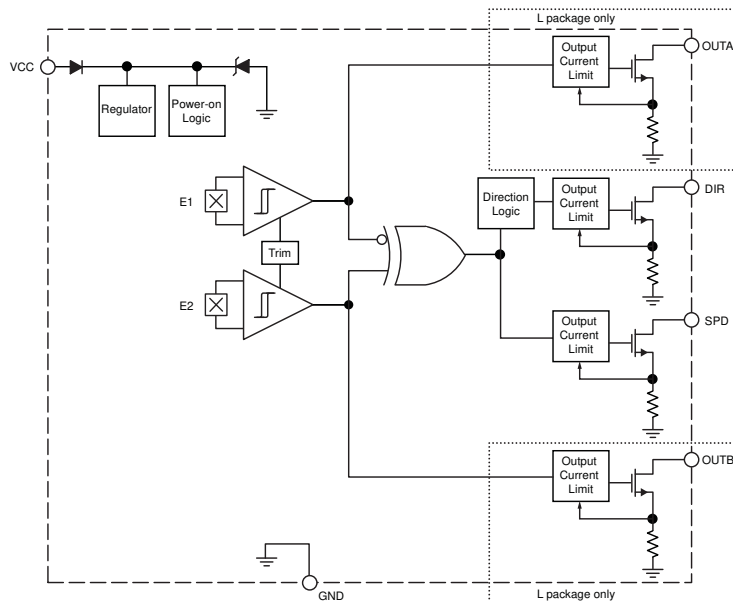 L package only
VCC
Regulator
Power-on
Logic
Output
Current
Limit
OUTA
E1
Trim
E2
Direction
Logic
Output
Current
Limit
DIR
Output
Current
Limit
SPD
Output
Current
Limit
OUTB
GND
L package only